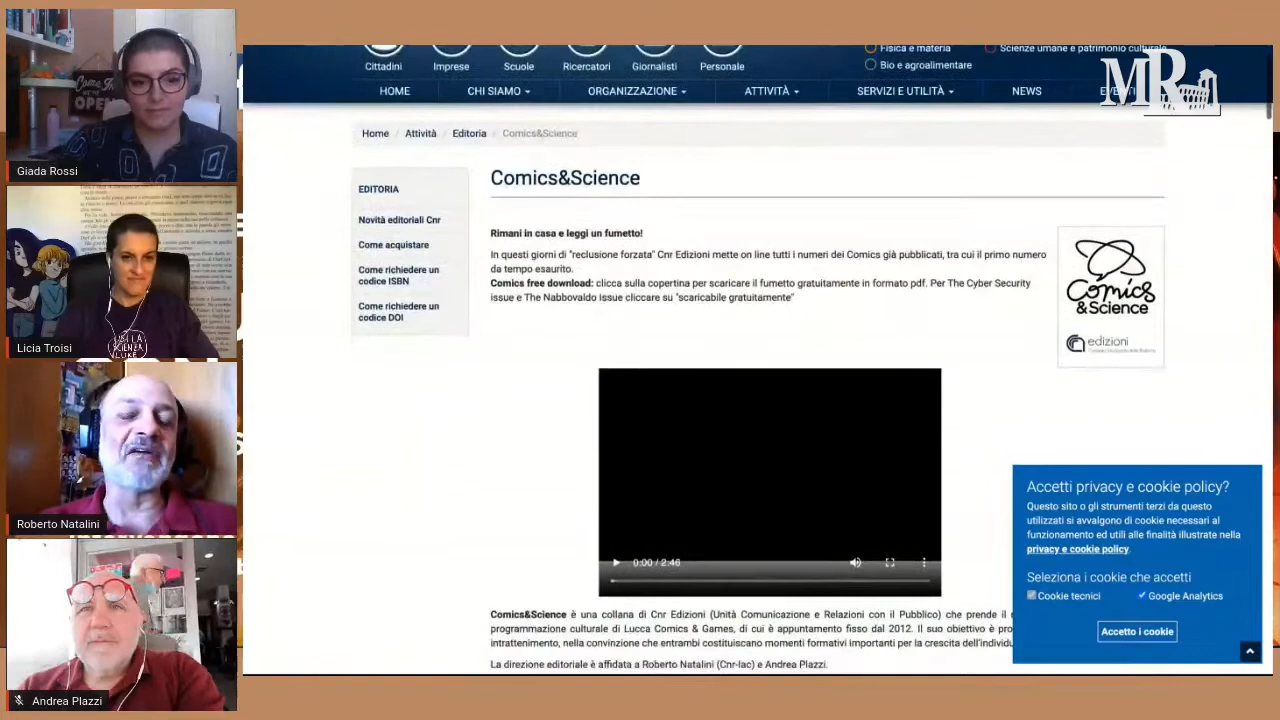 Giada Rossi
Licia Troisi
Roberto Natalini
Andrea Plazzi
COME IN
WE'RE
OPEN
LA
SCIENZA
LUKE
MR
Cittadini
Imprese
Scuole
Ricercatori
Giornalisti
Personale
Fisica e materia
Scienze umane e patrimonio culturale
Bio e agroalimentare
HOME
CHI SIAMO
ORGANIZZAZIONE
ATTIVITÀ
SERVIZI E UTILITÀ
NEWS
EVENTI
Home / Attività / Editoria / Comics&Science
EDITORIA
Novità editoriali Cnr
Come acquistare
Come richiedere un
codice ISBN
Come richiedere un
codice DOI
Comics&Science
Rimani in casa e leggi un fumetto!
In questi giorni di "reclusione forzata" Cnr Edizioni mette on line tutti i numeri dei Comics già pubblicati, tra cui il primo numero
da tempo esaurito.
Comics free download: clicca sulla copertina per scaricare il fumetto gratuitamente in formato pdf. Per The Cyber Security
issue e The Nabbovaldo Issue cliccare su "scaricabile gratuitamente"
Comics
&Science
edizioni
0:00 / 2:46
Comics&Science è una collana di Cnr Edizioni (Unità Comunicazione e Relazioni con il Pubblico) che prende il
programmazione culturale di Lucca Comics & Games, di cui è appuntamento fisso dal 2012. Il suo obiettivo è
intrattenimento, nella convinzione che entrambi costituiscano momenti formativi importanti per la crescita
La direzione editoriale è affidata a Roberto Natalini (Cnr-Iac) e Andrea Plazzi.
Accetti privacy e cookie policy?
Questo sito o gli strumenti terzi da questo
utilizzati si avvalgono di cookie necessari al
funzionamento ed utili alle finalità illustrate nella
privacy e cookie policy.
Seleziona i cookie che accetti
Cookie tecnici
Google Analytics
Accetto i cookie